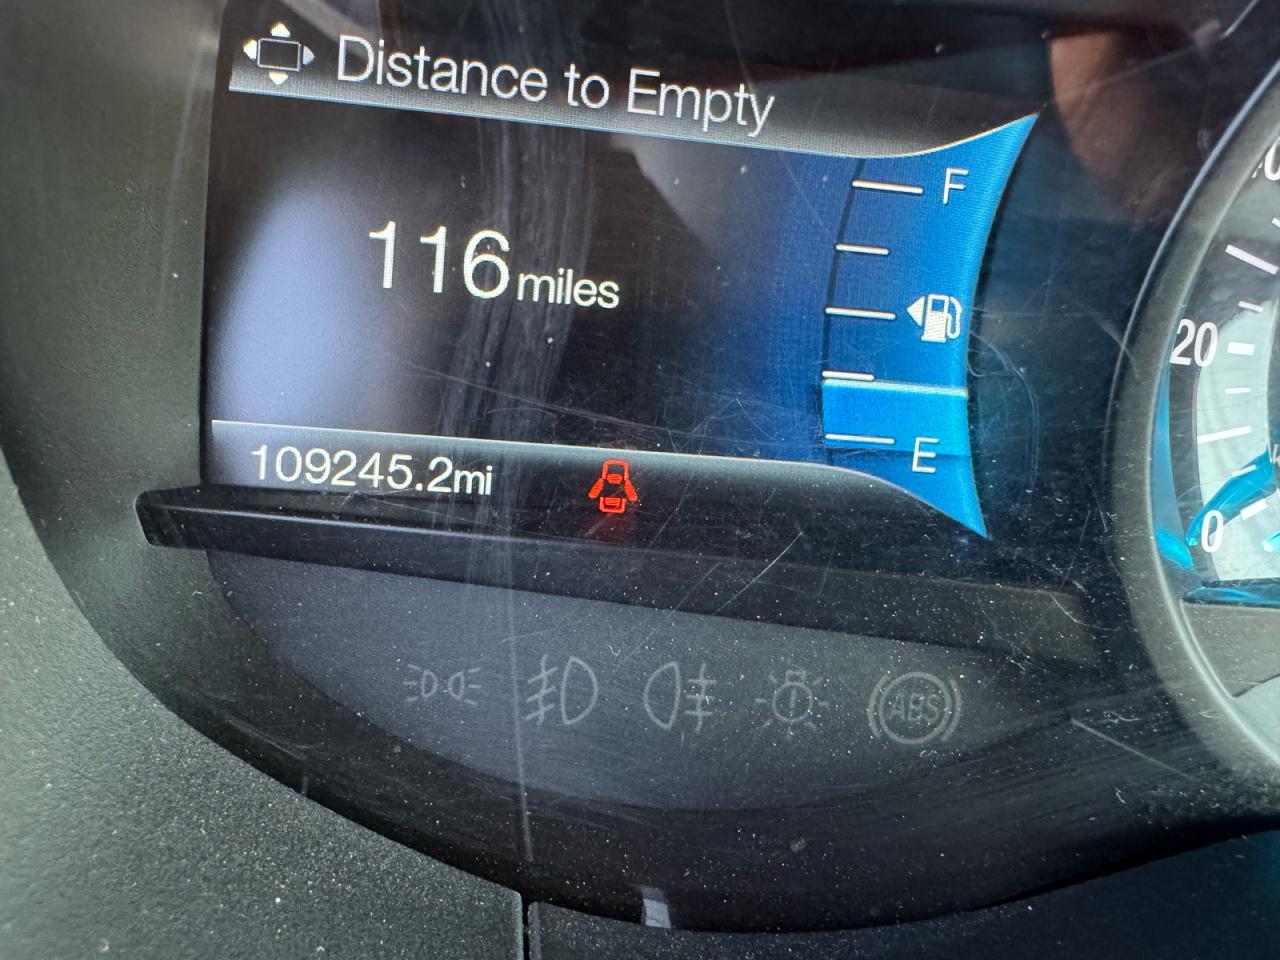 Distance to Empty
F
116 miles
20
E
109245.2mi
0
ABS